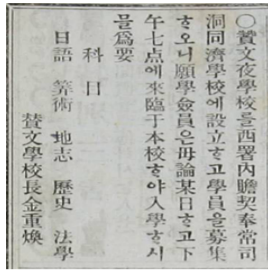 ○贊文夜學校를西署內贍契奉常司
洞同濟學校에設立ᄒᆞ고學員을募集
ᄒᆞ오니願學僉員은毋論某日ᄒᆞ고下
午七点에來臨于本校ᄒᆞ야入學ᄒᆞ시
믈爲要
科目
日語 算術 地志 歷史 法學
贊文學校長金重煥